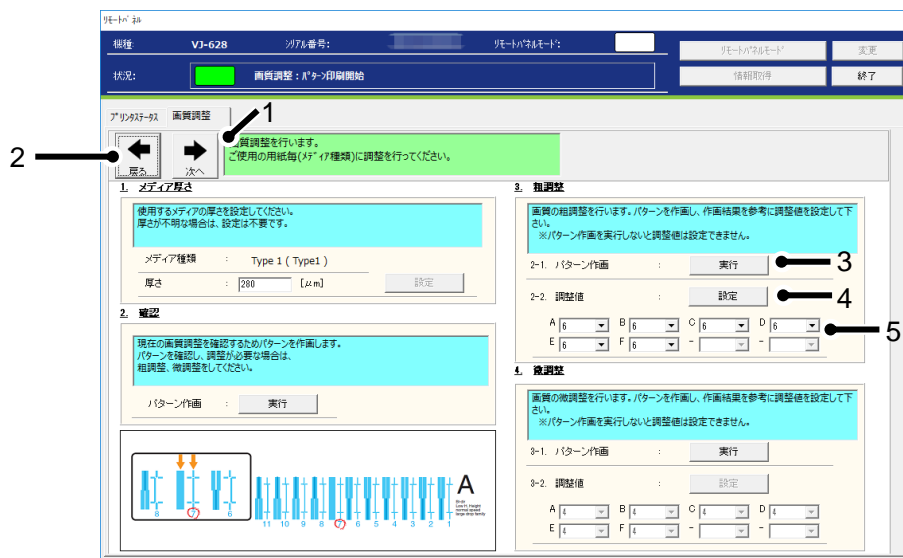 リモートパネル
機種: VJ-628 シリアル番号: リモートパネルモード: リモートパネルモード 変更
状況: 画質調整：パターン印刷開始 情報取得 終了
プリンタステータス 画質調整
1
2
戻る 次へ
画質調整を行います。
ご使用の用紙毎(メディア種類)に調整を行ってください。
1. メディア厚さ
使用するメディアの厚さを設定してください。
厚さが不明な場合は、設定は不要です。
メディア種類 : Type 1 ( Type1 )
厚さ : 280 [μm] 設定
2. 確認
現在の画質調整を確認するためパターンを作画します。
パターンを確認し、調整が必要な場合は、
粗調整、微調整をしてください。
パターン作画 : 実行
8 7 6
11 10 9 8 7 6 5 4 3 2 1
A
normal speed
large drop family
3. 粗調整
画質の粗調整を行います。パターンを作画し、作画結果を参考に調整値を設定して下
さい。
※パターン作画を実行しないと調整値は設定できません。
2-1. パターン作画 : 実行 3
2-2. 調整値 : 設定 4
A 6 B 6 C 6 D 6 5
E 6 F 6 - -
4. 微調整
画質の微調整を行います。パターンを作画し、作画結果を参考に調整値を設定して下
さい。
※パターン作画を実行しないと調整値は設定できません。
3-1. パターン作画 : 実行
3-2. 調整値 : 設定
A 4 B 4 C 4 D 4
E 4 F 4 - -